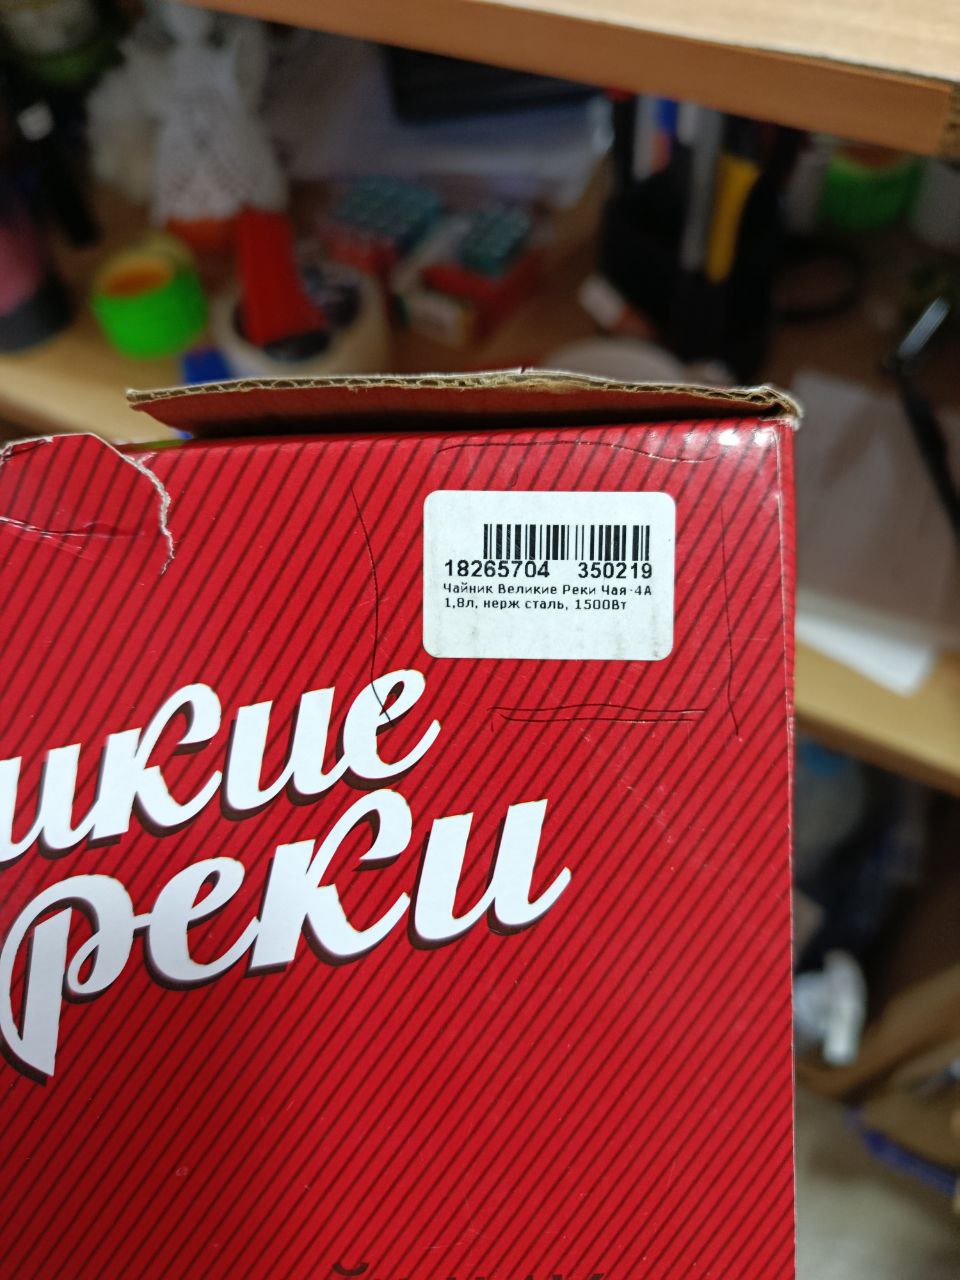 18265704 350219
Чайник Великие Реки Чая-4А
1,8л, нерж сталь, 1500Вт
икие
реки